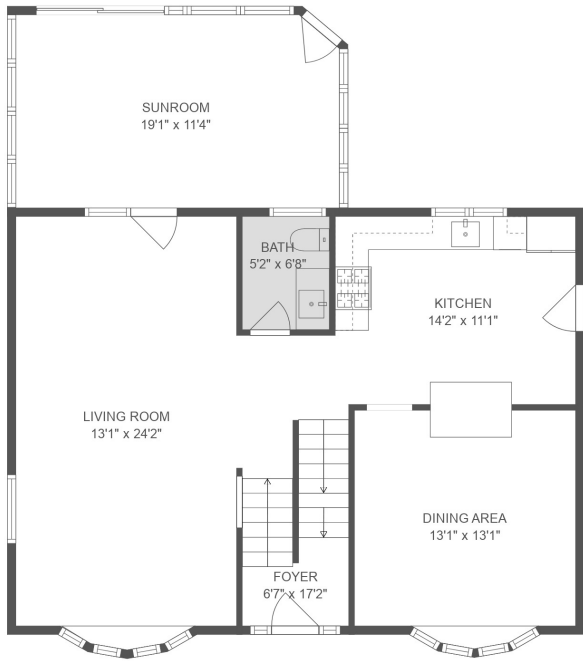 SUNROOM
19'1" x 11'4"
BATH
5'2" x 6'8"
KITCHEN
14'2" x 11'1"
LIVING ROOM
13'1" x 24'2"
DINING AREA
13'1" x 13'1"
FOYER
6'7" x 17'2"